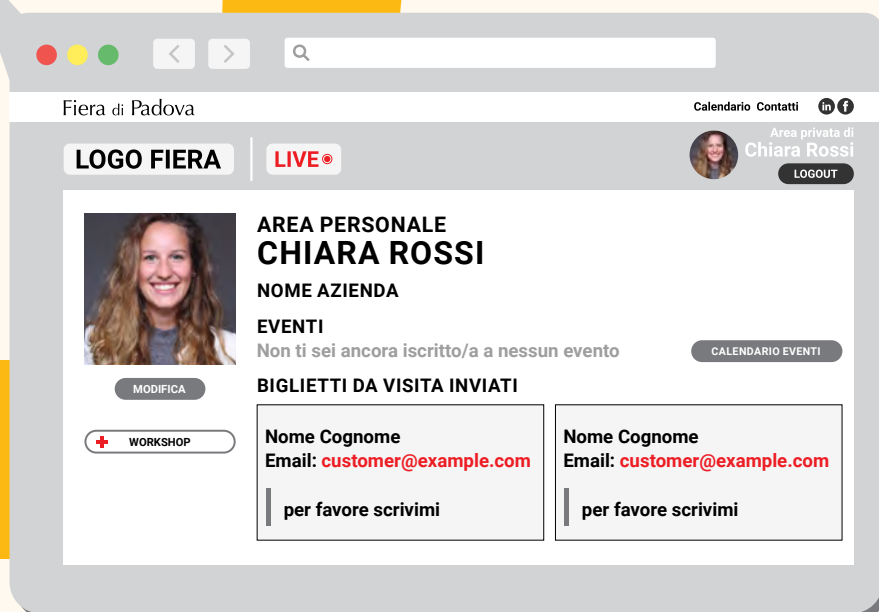 Fiera di Padova
Calendario Contatti
in f
LOGO FIERA
LIVE
Area privata di
Chiara Rossi
LOGOUT
AREA PERSONALE
CHIARA ROSSI
NOME AZIENDA
EVENTI
Non ti sei ancora iscritto/a a nessun evento
CALENDARIO EVENTI
MODIFICA
WORKSHOP
BIGLIETTI DA VISITA INVIATI
Nome Cognome
Email: customer@example.com
per favore scrivimi
Nome Cognome
Email: customer@example.com
per favore scrivimi